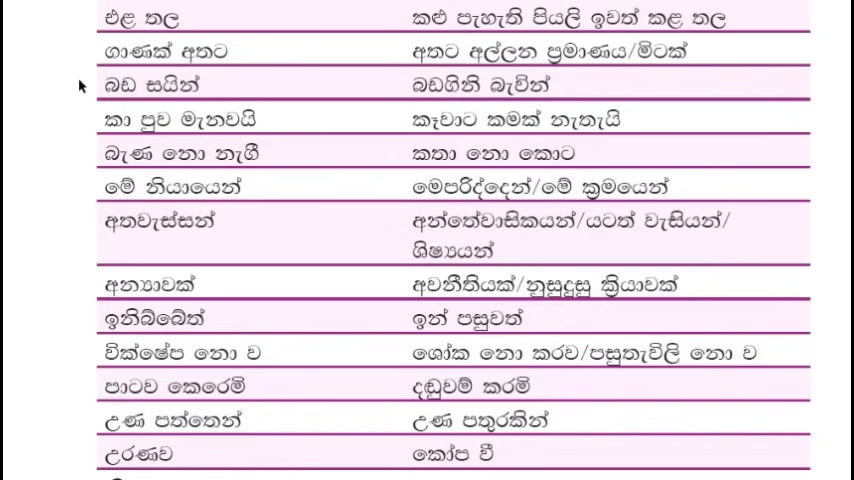 එළ තල කළු පැහැති පියලි ඉවත් කළ තල
ගාණක් අතට අතට අල්ලන ප්‍රමාණය/මිටක්
බඩ සයින් බඩගිනි බැවින්
කා පුව මැනවයි කෑවාට කමක් නැතැයි
බැණ නො නැගී කතා නො කොට
මේ නියායෙන් මෙපරිද්දෙන්/මේ ක්‍රමයෙන්
අතවැස්සන් අන්තේවාසිකයන්/යටත් වැසියන්/
ශිෂ්‍යයන්
අන්‍යාවක් අවනීතියක්/නුසුදුසු ක්‍රියාවක්
ඉනිබ්බේත් ඉන් පසුවත්
වික්ෂේප නො ව ශෝක නො කරව/පසුතැවිලි නො ව
පාටව කෙරෙමි දඬුවම් කරමි
උණ පත්තෙන් උණ පතුරකින්
උරණව කෝප වී